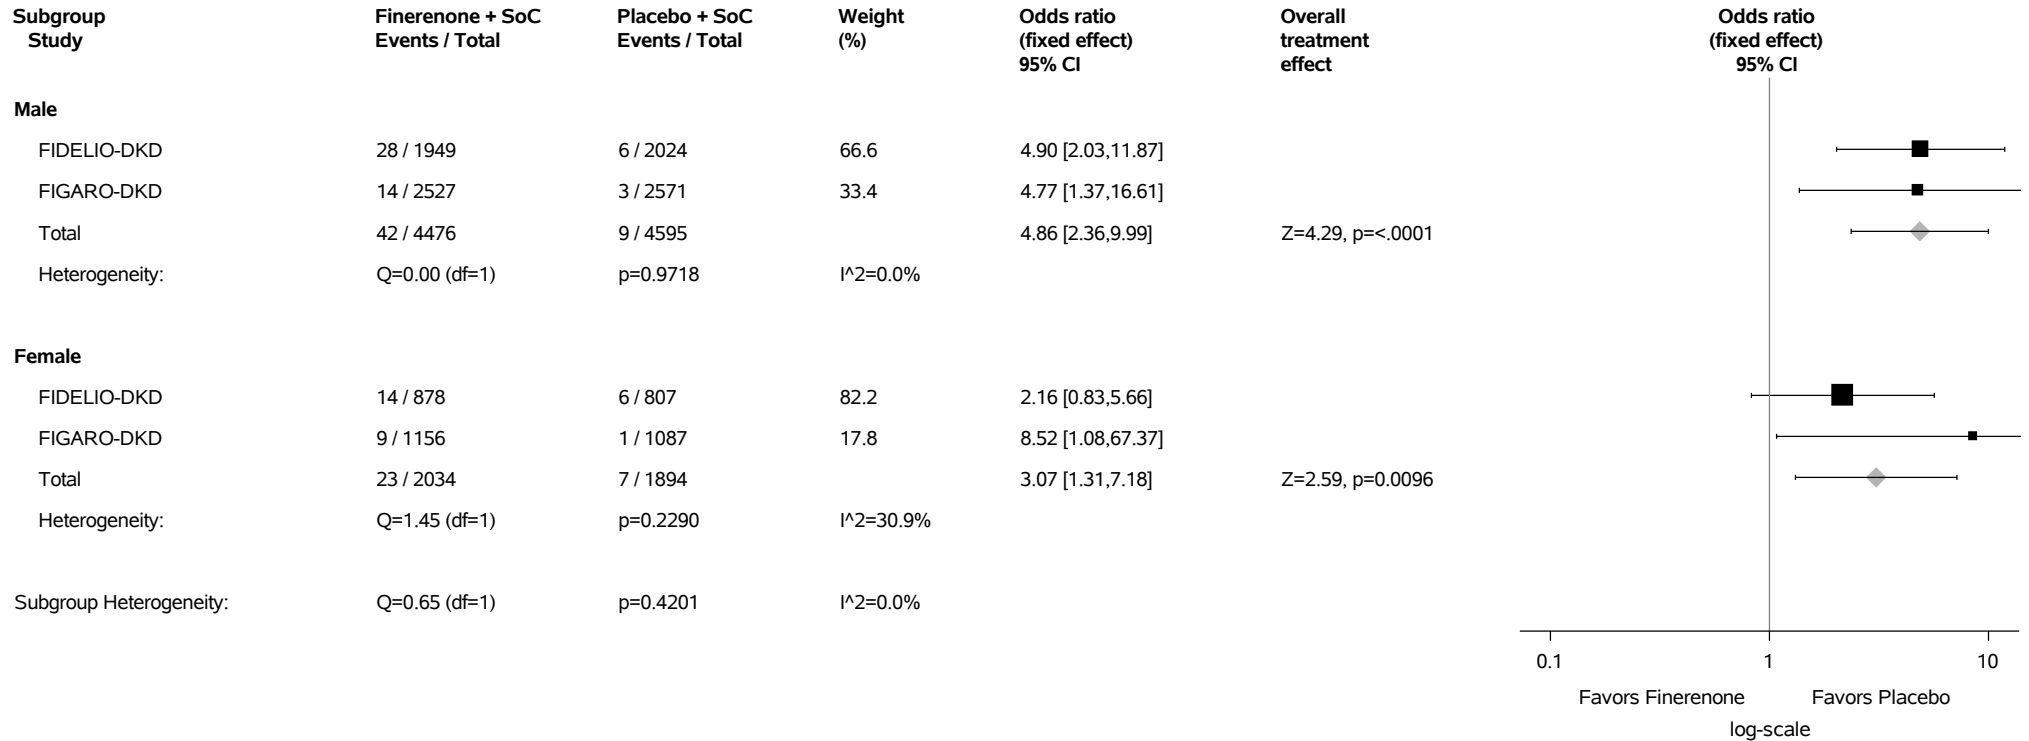 Subgroup Finerenone + SoC Placebo + SoC Weight Odds ratio Overall Odds ratio
Study Events / Total Events / Total (%) (fixed effect) treatment (fixed effect)
95% CI effect 95% CI
Male
FIDELIO-DKD 28 / 1949 6 / 2024 66.6 4.90 [2.03,11.87]
FIGARO-DKD 14 / 2527 3 / 2571 33.4 4.77 [1.37,16.61]
Total 42 / 4476 9 / 4595 4.86 [2.36,9.99] Z=4.29, p=<.0001
Heterogeneity: Q=0.00 (df=1) p=0.9718 I^2=0.0%
Female
FIDELIO-DKD 14 / 878 6 / 807 82.2 2.16 [0.83,5.66]
FIGARO-DKD 9 / 1156 1 / 1087 17.8 8.52 [1.08,67.37]
Total 23 / 2034 7 / 1894 3.07 [1.31,7.18] Z=2.59, p=0.0096
Heterogeneity: Q=1.45 (df=1) p=0.2290 I^2=30.9%
Subgroup Heterogeneity: Q=0.65 (df=1) p=0.4201 I^2=0.0%
0.1 1 10
Favors Finerenone Favors Placebo
log-scale